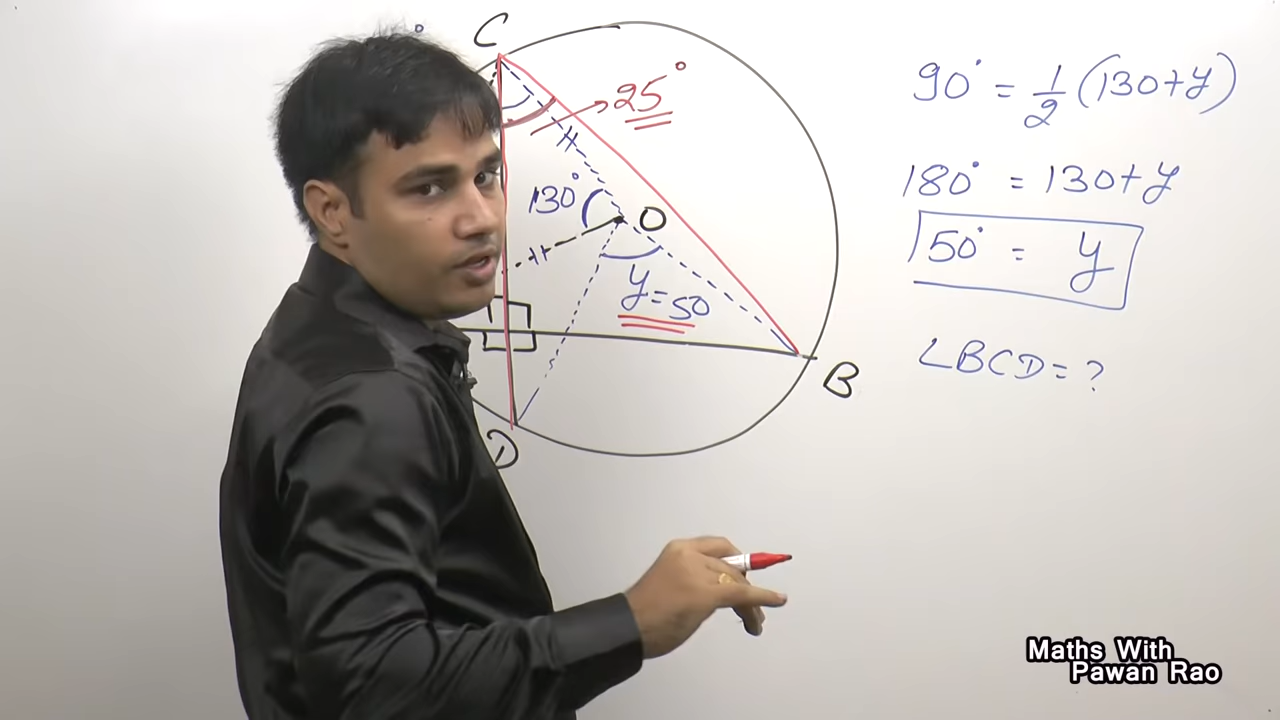 C
25°
130°
O
y=50
B
D
90° = 1/2 (130+y)
180° = 130+y
50° = y
∠BCD=?
Maths With
Pawan Rao